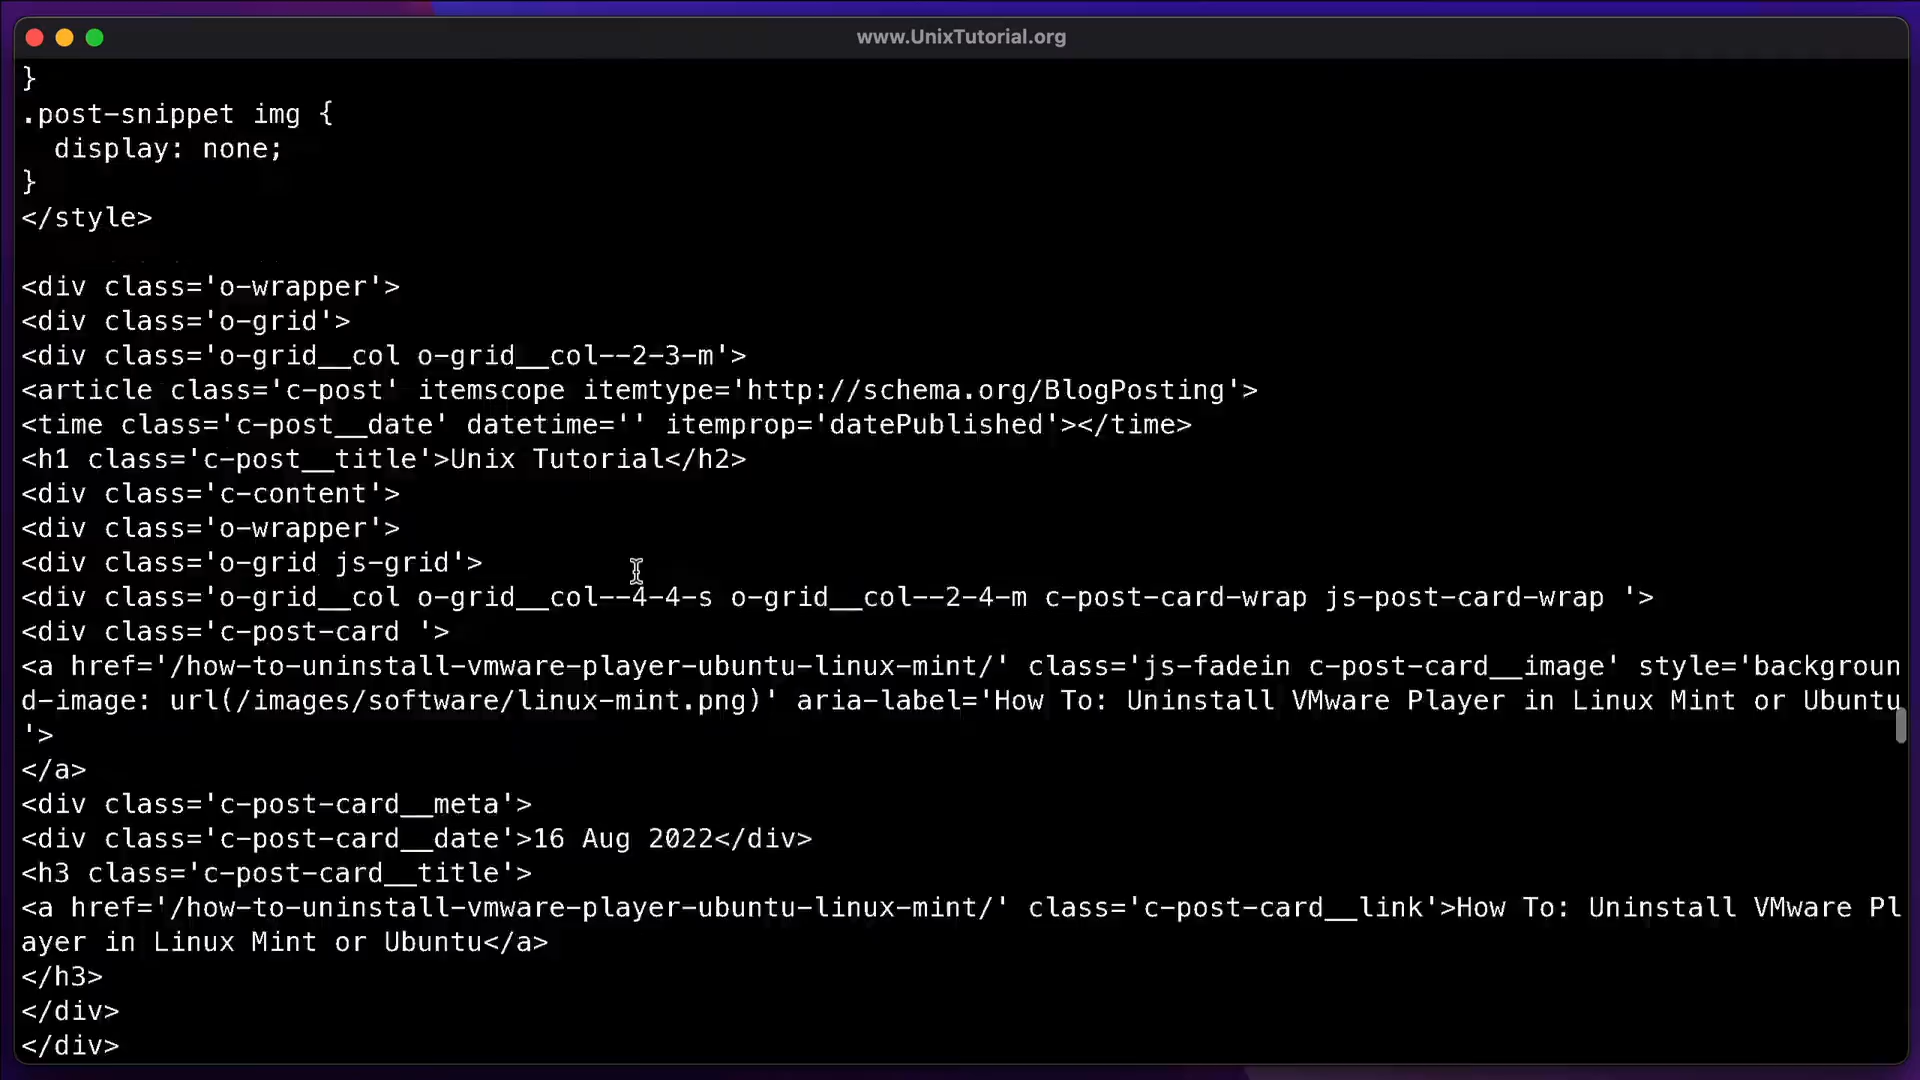 www.UnixTutorial.org
}
.post-snippet img {
  display: none;
}
</style>
<div class='o-wrapper'>
<div class='o-grid'>
<div class='o-grid__col o-grid__col--2-3-m'>
<article class='c-post' itemscope itemtype='http://schema.org/BlogPosting'>
<time class='c-post__date' datetime='' itemprop='datePublished'></time>
<h1 class='c-post__title'>Unix Tutorial</h2>
<div class='c-content'>
<div class='o-wrapper'>
<div class='o-grid js-grid'>
<div class='o-grid__col o-grid__col--4-4-s o-grid__col--2-4-m c-post-card-wrap js-post-card-wrap '>
<div class='c-post-card '>
<a href='/how-to-uninstall-vmware-player-ubuntu-linux-mint/' class='js-fadein c-post-card__image' style='backgroun
d-image: url(/images/software/linux-mint.png)' aria-label='How To: Uninstall VMware Player in Linux Mint or Ubuntu
'>
</a>
<div class='c-post-card__meta'>
<div class='c-post-card__date'>16 Aug 2022</div>
<h3 class='c-post-card__title'>
<a href='/how-to-uninstall-vmware-player-ubuntu-linux-mint/' class='c-post-card__link'>How To: Uninstall VMware Pl
ayer in Linux Mint or Ubuntu</a>
</h3>
</div>
</div>